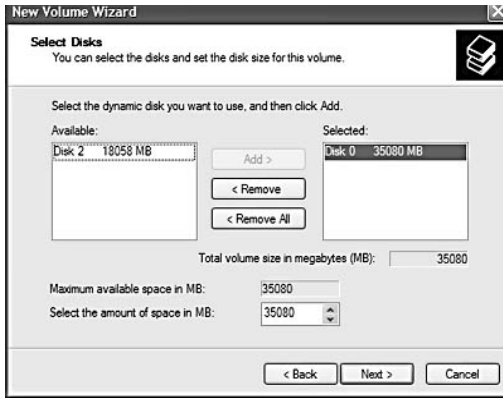 New Volume Wizard
Select Disks
You can select the disks and set the disk size for this volume.
Select the dynamic disk you want to use, and then click Add.
Available: Selected:
Disk 2 18058 MB Add > Disk 0 35080 MB
< Remove
< Remove All
Total volume size in megabytes (MB): 35080
Maximum available space in MB: 35080
Select the amount of space in MB: 35080
< Back Next > Cancel